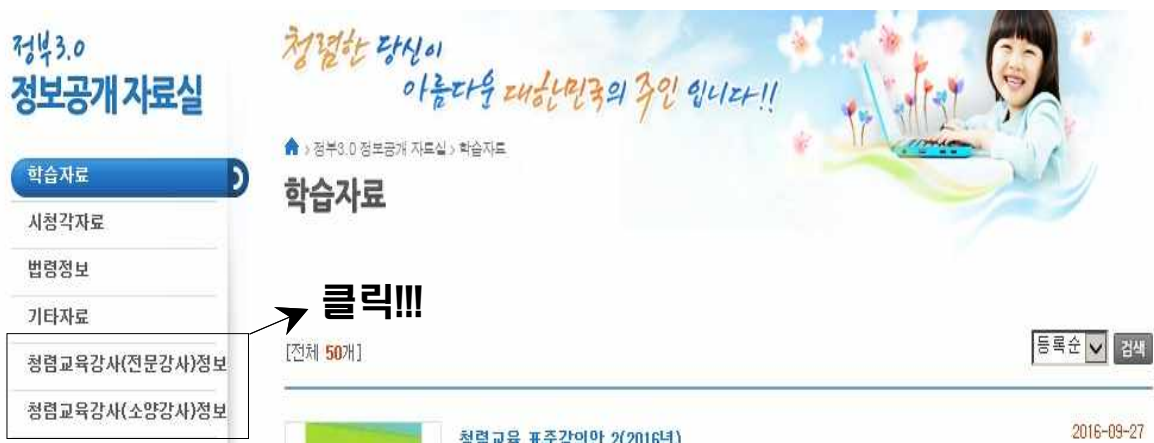 정부3.0
정보공개 자료실
청렴한 당신이
아름다운 대한민국의 주인 입니다!!
> 정부3.0 정보공개 자료실 > 학습자료
학습자료
학습자료
시청각자료
법령정보
기타자료
청렴교육강사(전문강사)정보
청렴교육강사(소양강사)정보
클릭!!!
[전체 50개]
등록순
검색
청렴교육 표준강의안 2(2016년)
2016-09-27